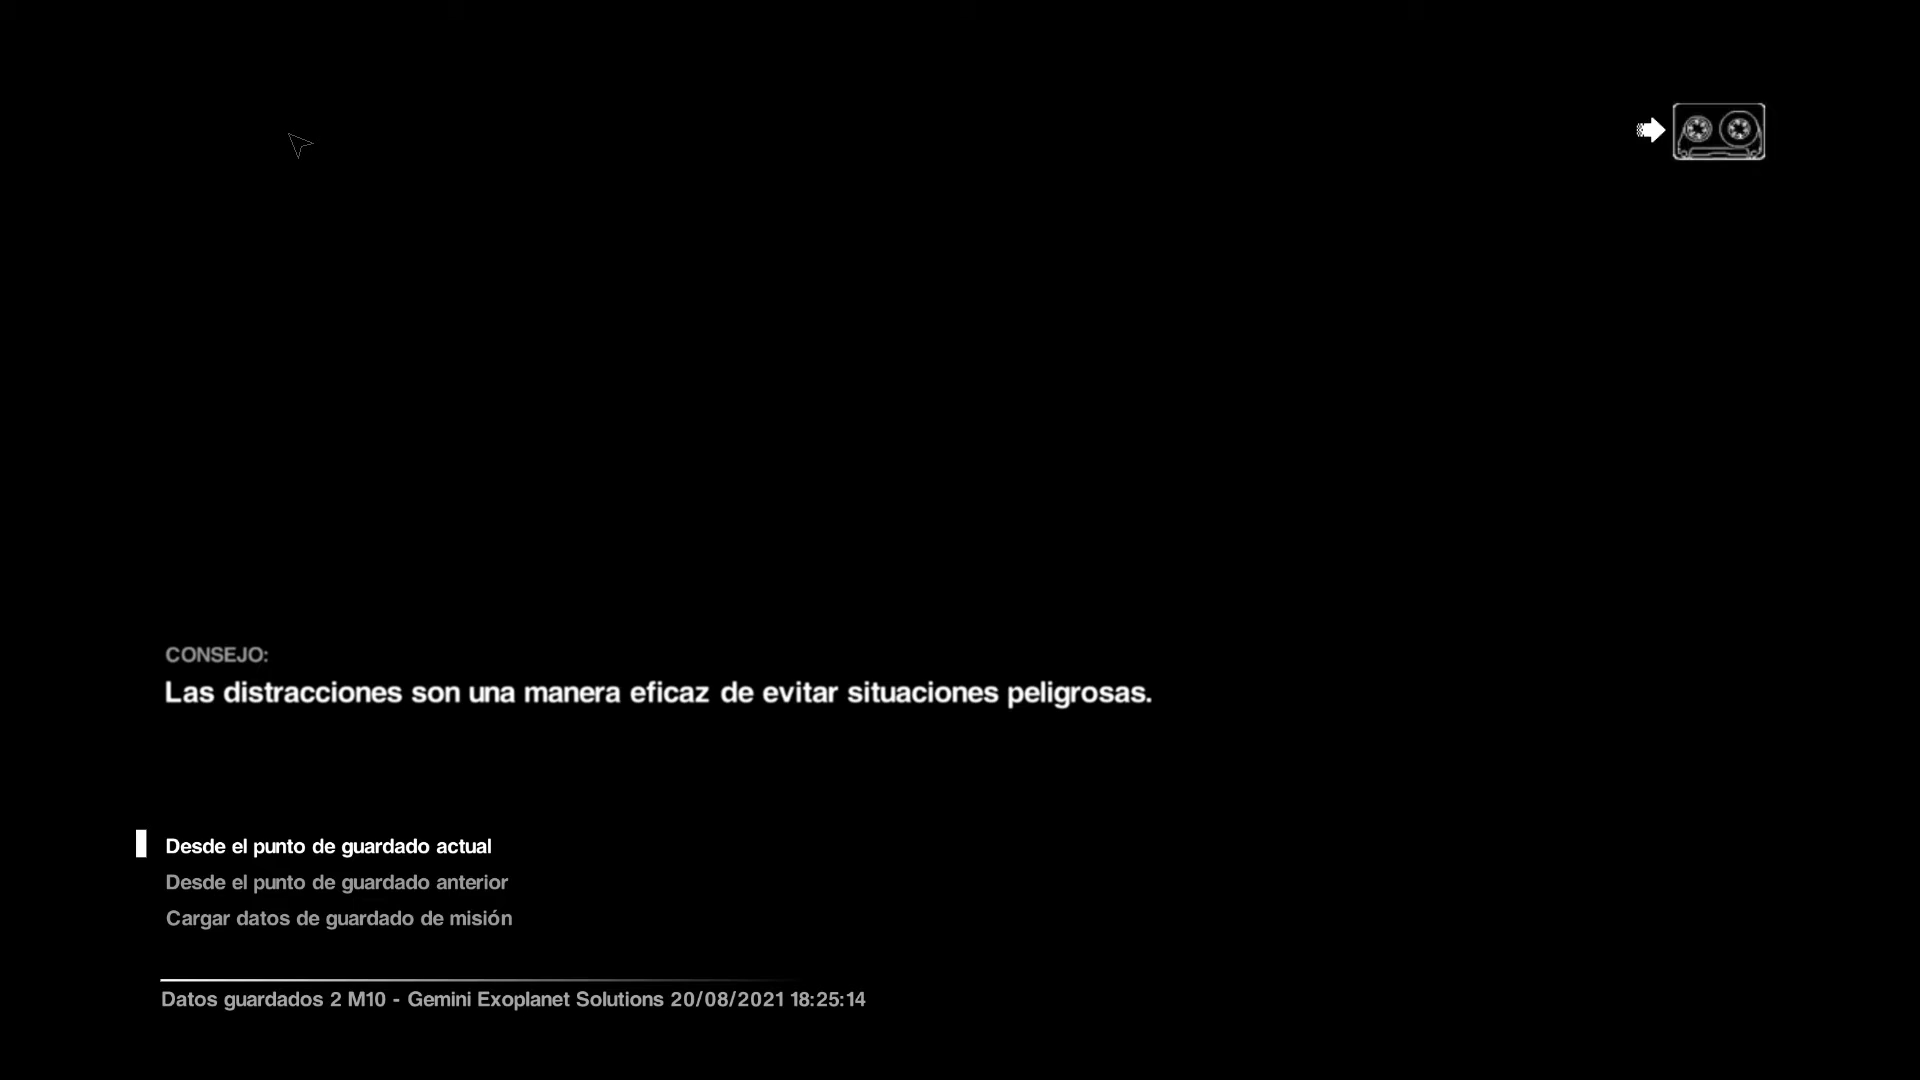 CONSEJO:
Las distracciones son una manera eficaz de evitar situaciones peligrosas.
Desde el punto de guardado actual
Desde el punto de guardado anterior
Cargar datos de guardado de misión
Datos guardados 2 M10 - Gemini Exoplanet Solutions 20/08/2021 18:25:14